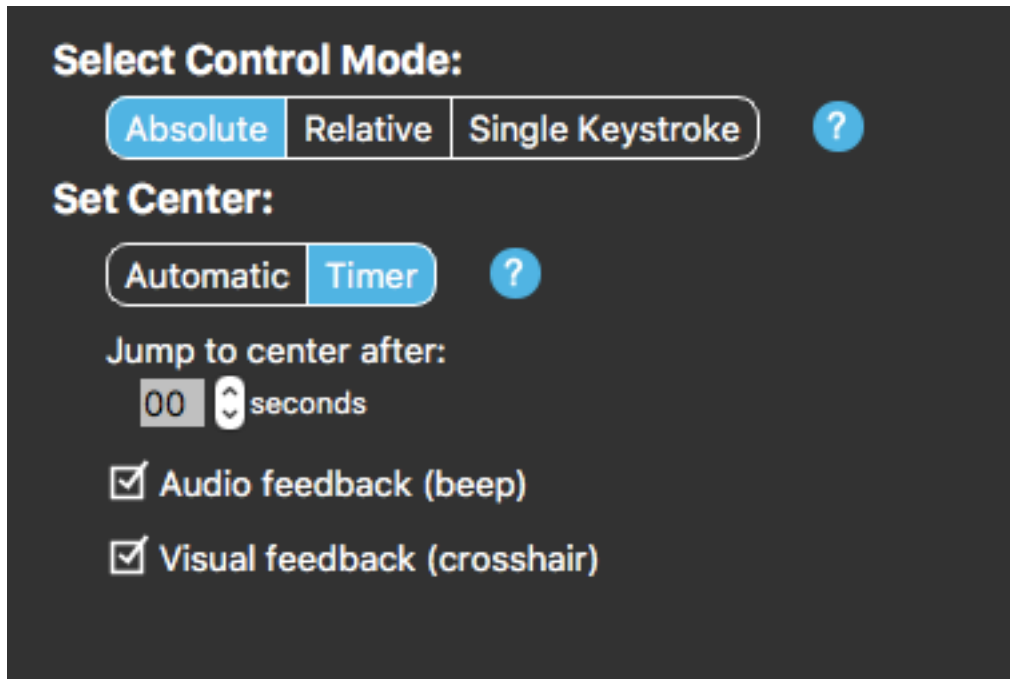 Select Control Mode:
Absolute Relative Single Keystroke ?
Set Center:
Automatic Timer ?
Jump to center after:
00 seconds
Audio feedback (beep)
Visual feedback (crosshair)